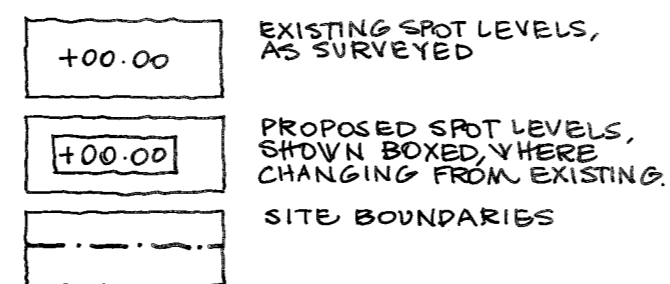 +00.00
EXISTING SPOT LEVELS,
AS SURVEYED
+00.00
PROPOSED SPOT LEVELS,
SHOWN BOXED, WHERE
CHANGING FROM EXISTING.
SITE BOUNDARIES